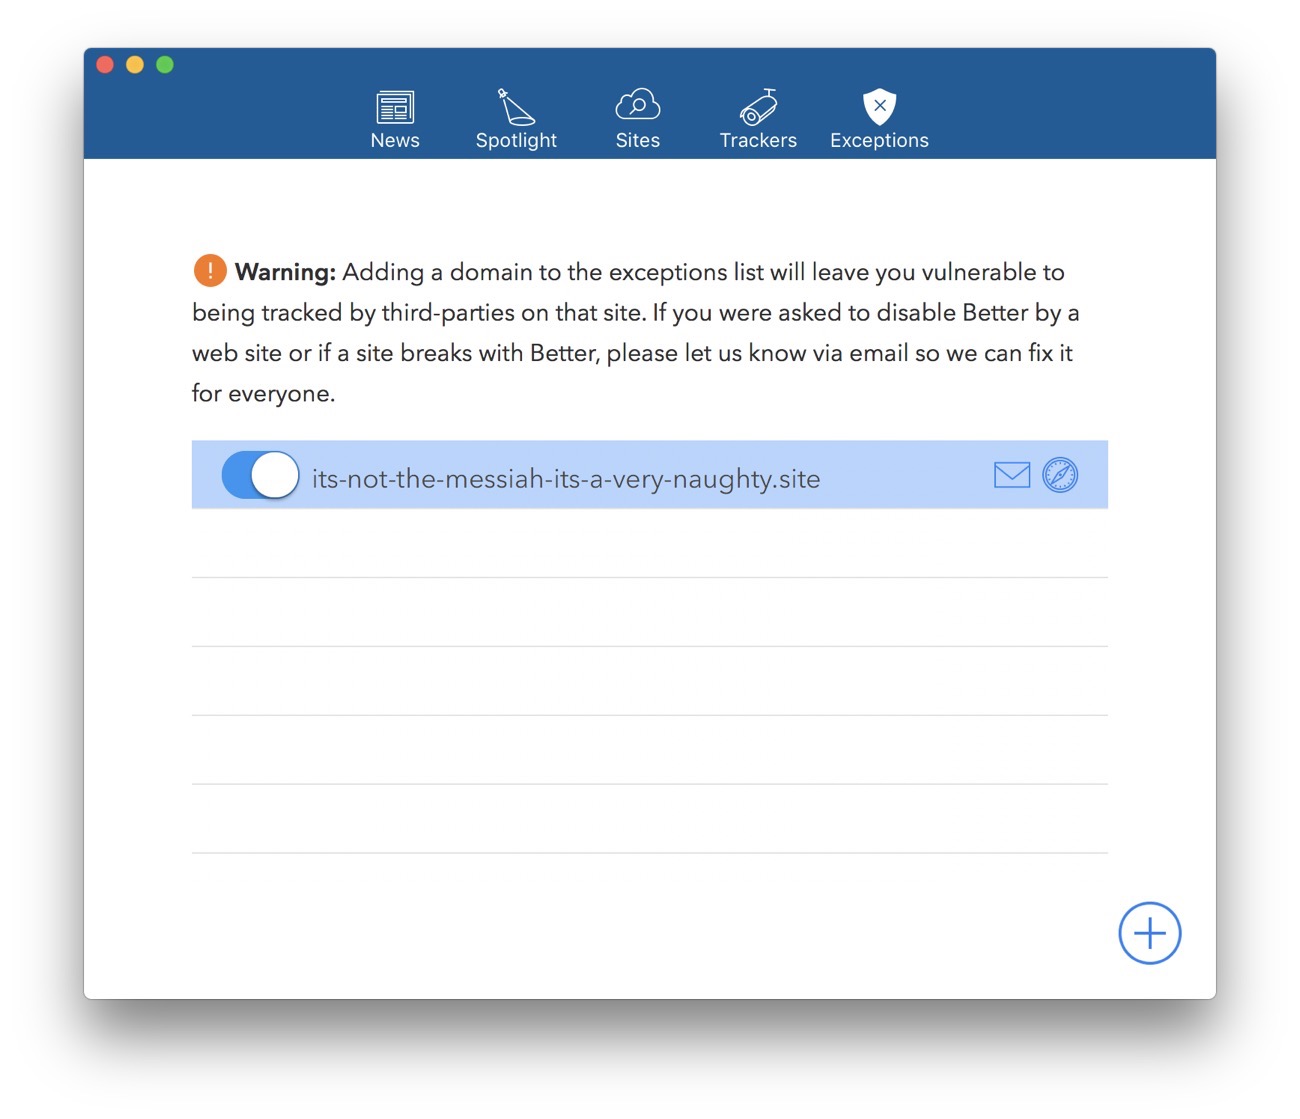 News Spotlight Sites Trackers Exceptions
! Warning: Adding a domain to the exceptions list will leave you vulnerable to
being tracked by third-parties on that site. If you were asked to disable Better by a
web site or if a site breaks with Better, please let us know via email so we can fix it
for everyone.
its-not-the-messiah-its-a-very-naughty.site